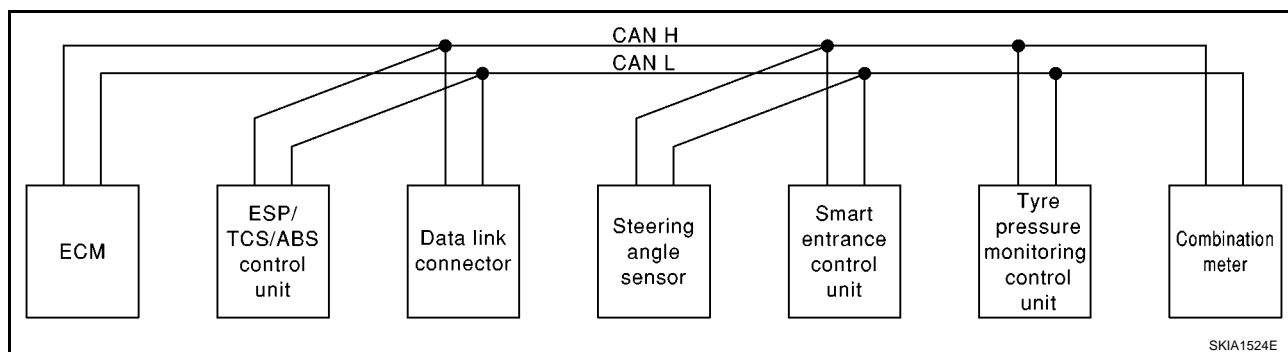 CAN H
CAN L
ECM
ESP/
TCS/ABS
control
unit
Data link
connector
Steering
angle
sensor
Smart
entrance
control
unit
Tyre
pressure
monitoring
control
unit
Combination
meter
SKIA1524E